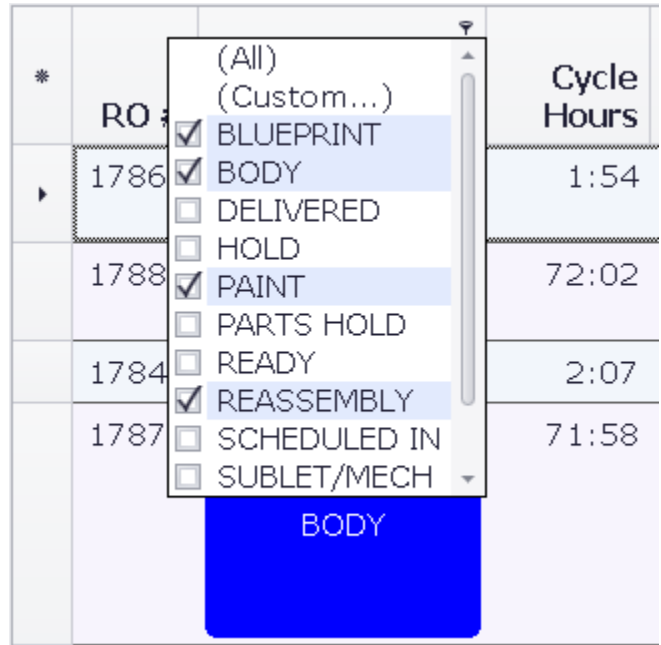 (All)
(Custom...)
BLUEPRINT
BODY
DELIVERED
HOLD
PAINT
PARTS HOLD
READY
REASSEMBLY
SCHEDULED IN
SUBLET/MECH
RO
Cycle
Hours
1786
1:54
1788
72:02
1784
2:07
1787
71:58
BODY